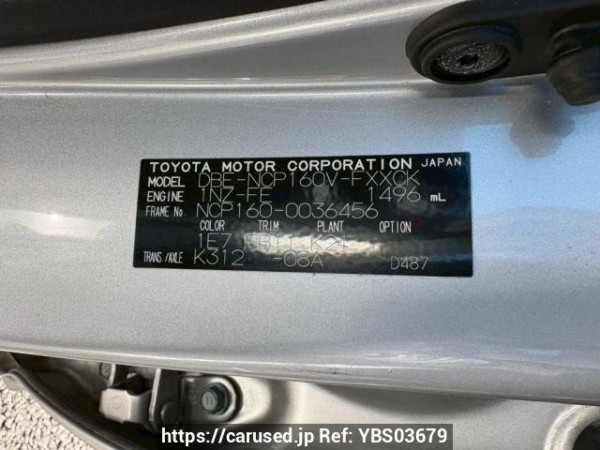 TOYOTA MOTOR CORPORATION JAPAN
MODEL DBE-NCP160V-FXXCK
ENGINE 1NZ-FE 1496 mL
FRAME No. NCP160-0036456
COLOR TRIM PLANT OPTION
1E7
TRANS./AXLE K312 -08A D487
https://carused.jp Ref: YBS03679